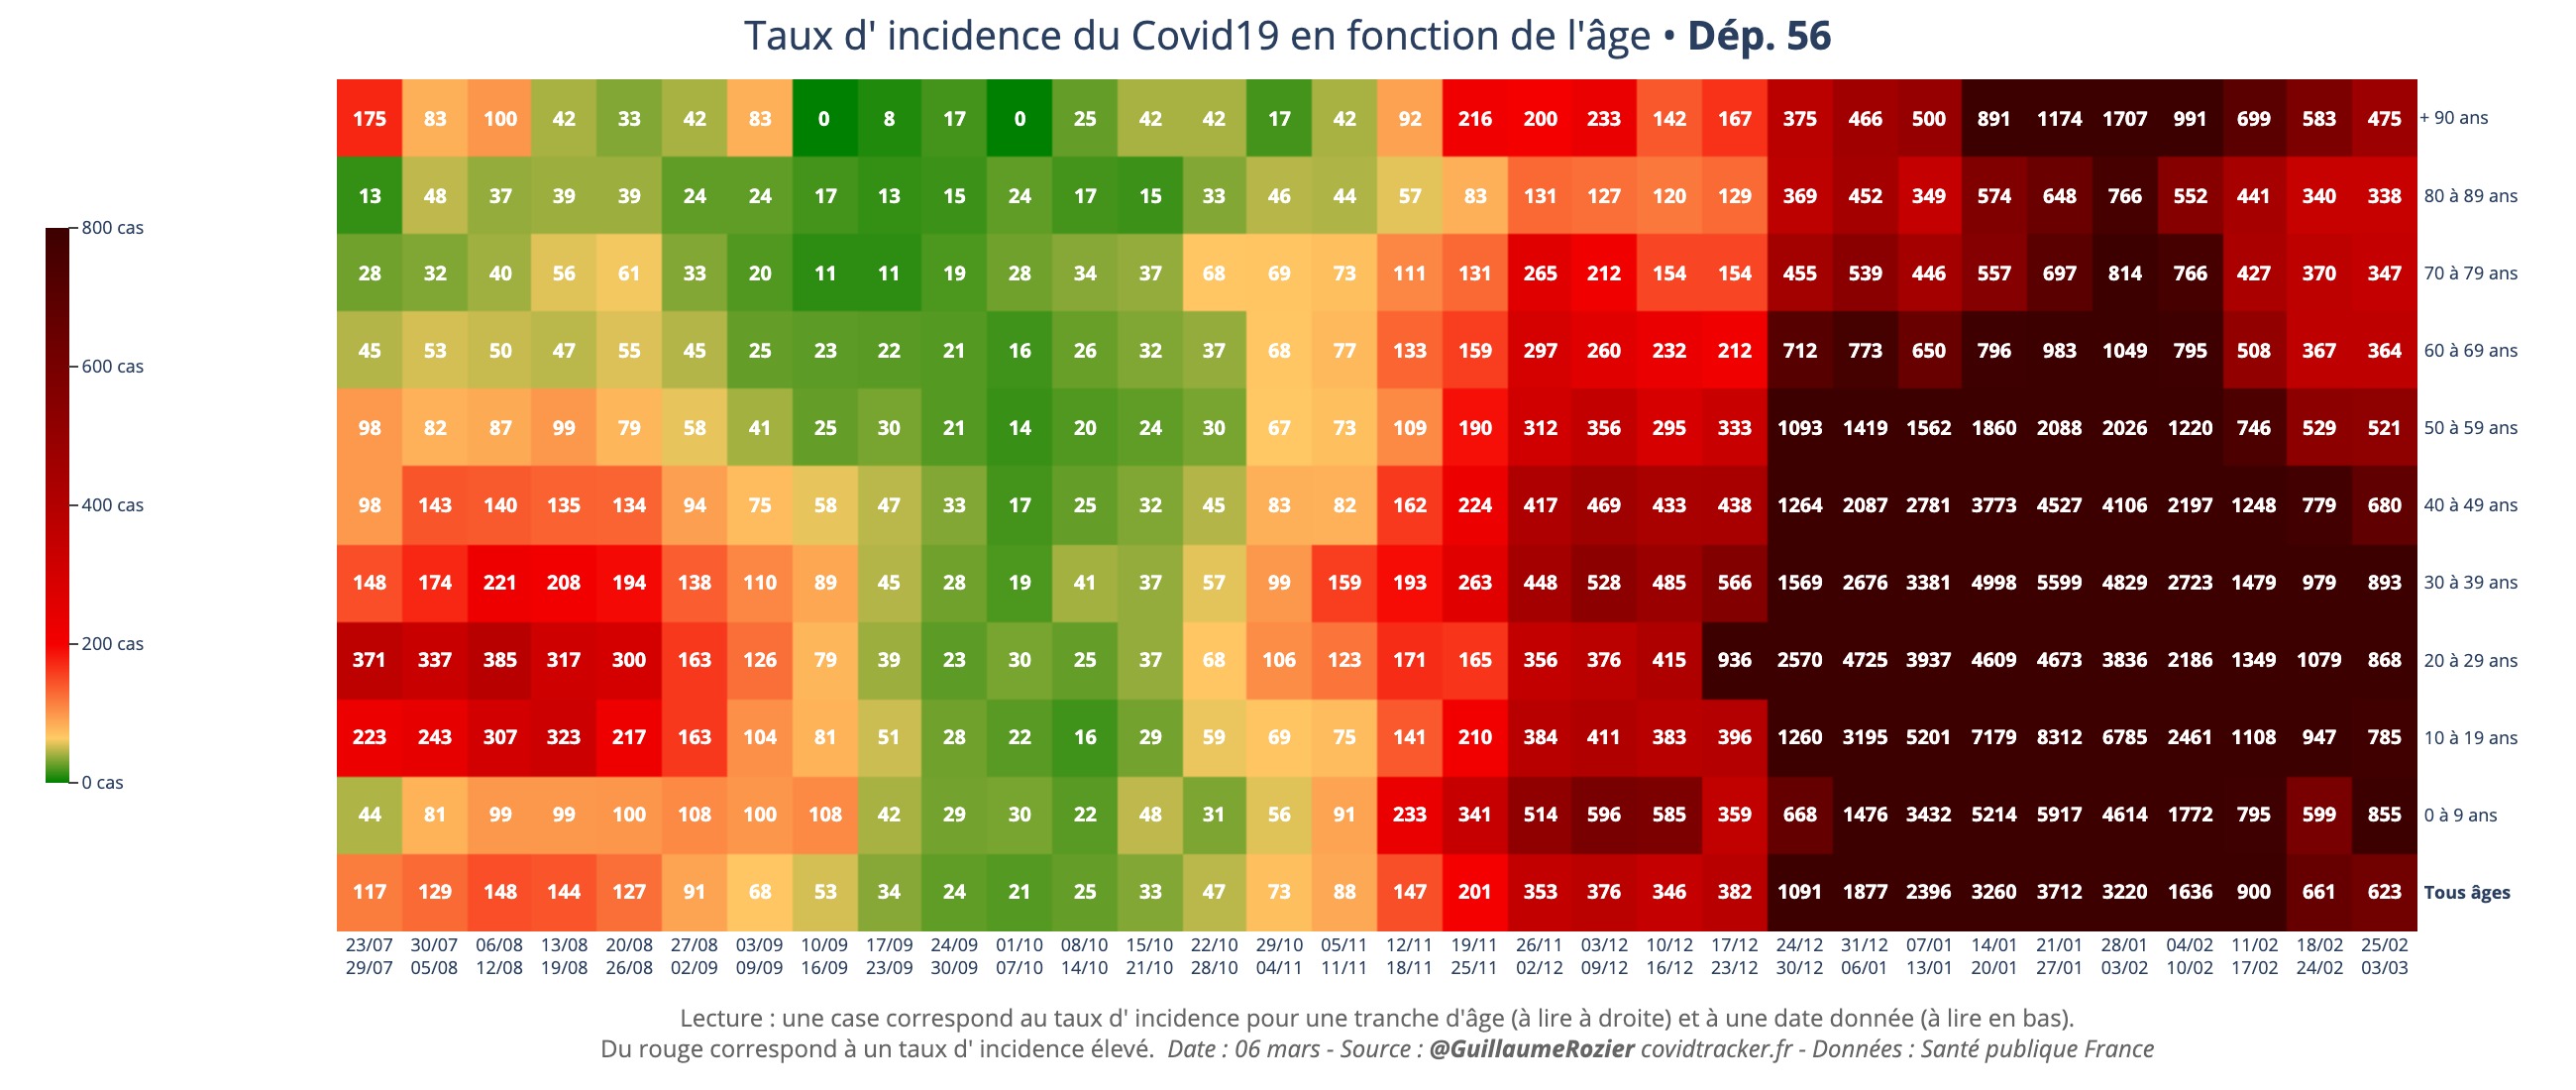 Taux d' incidence du Covid19 en fonction de l'âge • Dép. 56
800 cas
600 cas
400 cas
200 cas
0 cas
175 83 100 42 33 42 83 0 8 17 0 25 42 42 17 42 92 216 200 233 142 167 375 466 500 891 1174 1707 991 699 583 475 + 90 ans
13 48 37 39 39 24 24 17 13 15 24 17 15 33 46 44 57 83 131 127 120 129 369 452 349 574 648 766 552 441 340 338 80 à 89 ans
28 32 40 56 61 33 20 11 11 19 28 34 37 68 69 73 111 131 265 212 154 154 455 539 446 557 697 814 766 427 370 347 70 à 79 ans
45 53 50 47 55 45 25 23 22 21 16 26 32 37 68 77 133 159 297 260 232 212 712 773 650 796 983 1049 795 508 367 364 60 à 69 ans
98 82 87 99 79 58 41 25 30 21 14 20 24 30 67 73 109 190 312 356 295 333 1093 1419 1562 1860 2088 2026 1220 746 529 521 50 à 59 ans
98 143 140 135 134 94 75 58 47 33 17 25 32 45 83 82 162 224 417 469 433 438 1264 2087 2781 3773 4527 4106 2197 1248 779 680 40 à 49 ans
148 174 221 208 194 138 110 89 45 28 19 41 37 57 99 159 193 263 448 528 485 566 1569 2676 3381 4998 5599 4829 2723 1479 979 893 30 à 39 ans
371 337 385 317 300 163 126 79 39 23 30 25 37 68 106 123 171 165 356 376 415 936 2570 4725 3937 4609 4673 3836 2186 1349 1079 868 20 à 29 ans
223 243 307 323 217 163 104 81 51 28 22 16 29 59 69 75 141 210 384 411 383 396 1260 3195 5201 7179 8312 6785 2461 1108 947 785 10 à 19 ans
44 81 99 99 100 108 100 108 42 29 30 22 48 31 56 91 233 341 514 596 585 359 668 1476 3432 5214 5917 4614 1772 795 599 855 0 à 9 ans
117 129 148 144 127 91 68 53 34 24 21 25 33 47 73 88 147 201 353 376 346 382 1091 1877 2396 3260 3712 3220 1636 900 661 623 Tous âges
23/07 30/07 06/08 13/08 20/08 27/08 03/09 10/09 17/09 24/09 01/10 08/10 15/10 22/10 29/10 05/11 12/11 19/11 26/11 03/12 10/12 17/12 24/12 31/12 07/01 14/01 21/01 28/01 04/02 11/02 18/02 25/02
29/07 05/08 12/08 19/08 26/08 02/09 09/09 16/09 23/09 30/09 07/10 14/10 21/10 28/10 04/11 11/11 18/11 25/11 02/12 09/12 16/12 23/12 30/12 06/01 13/01 20/01 27/01 03/02 10/02 17/02 24/02 03/03
Lecture : une case correspond au taux d' incidence pour une tranche d'âge (à lire à droite) et à une date donnée (à lire en bas).
Du rouge correspond à un taux d' incidence élevé. Date : 06 mars - Source : @GuillaumeRozier covidtracker.fr - Données : Santé publique France